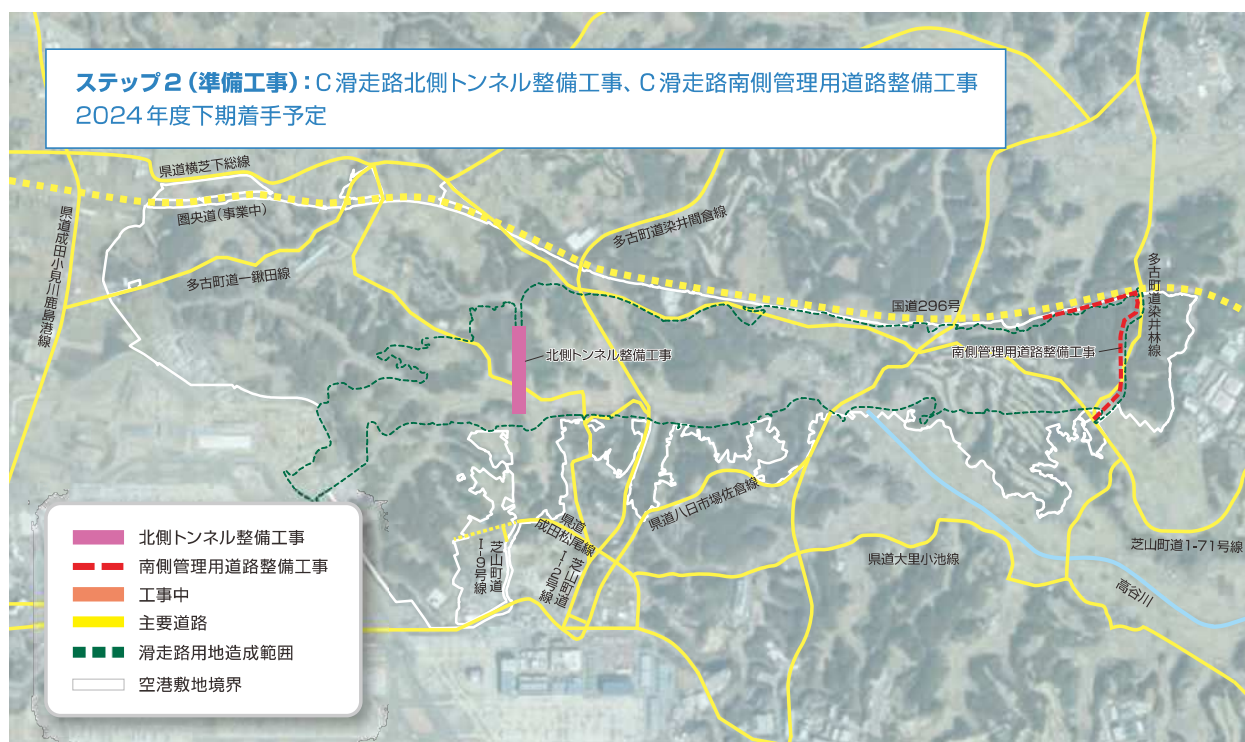 ステップ2（準備工事）：C滑走路北側トンネル整備工事、C滑走路南側管理用道路整備工事
2024年度下期着手予定
県道横芝下総線
圏央道（事業中）
県道成田小見川鹿島港線
多古町道一鍬田線
多古町道染井間倉線
国道296号
多古町道染井林線
北側トンネル整備工事
南側管理用道路整備工事
県道八日市場佐倉線
県道
成田松尾線
芝山町道
I-9号線
芝山町道
I-2号線
県道大里小池線
芝山町道1-71号線
高谷川
北側トンネル整備工事
南側管理用道路整備工事
工事中
主要道路
滑走路用地造成範囲
空港敷地境界